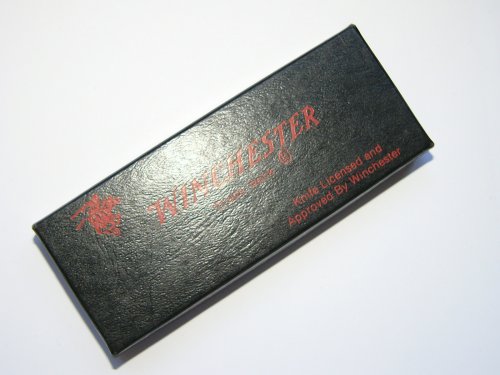 WINCHESTER
Knife Licensed and
Approved By Winchester